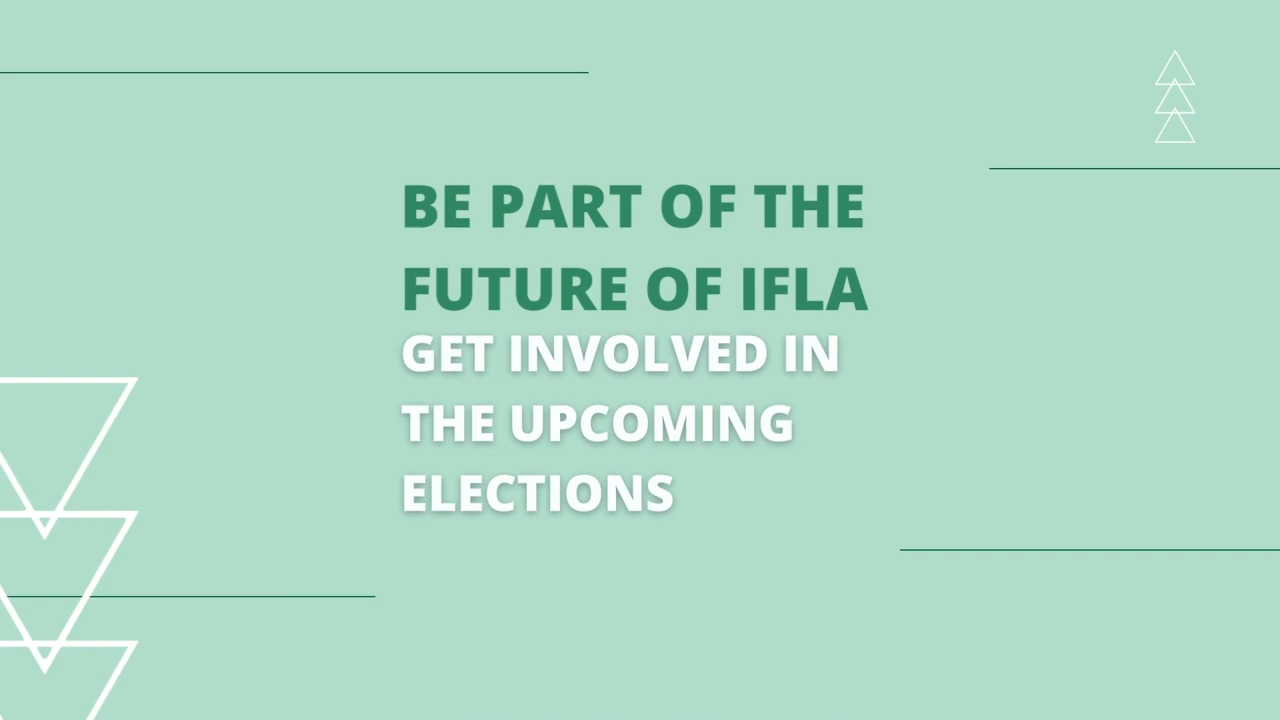 BE PART OF THE
FUTURE OF IFLA
GET INVOLVED IN
THE UPCOMING
ELECTIONS